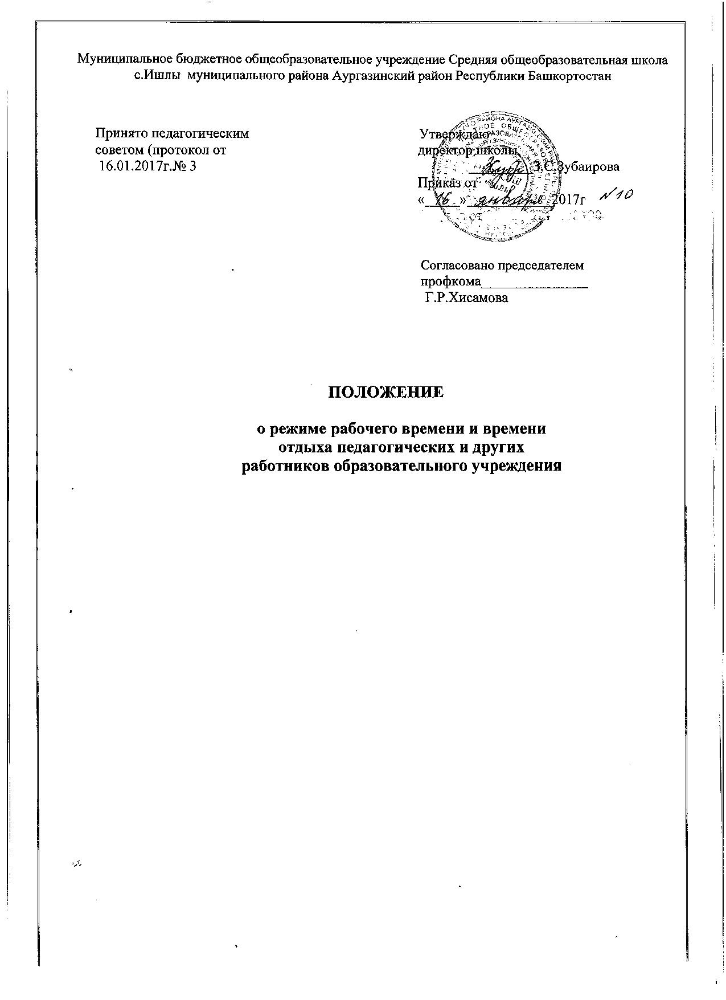 Муниципальное бюджетное общеобразовательное учреждение Средняя общеобразовательная школа
с.Ишлы муниципального района Аургазинский район Республики Башкортостан
Принято педагогическим
советом (протокол от
16.01.2017г.№ 3
Утверждаю
директор школы
З.С.Зубаирова
Приказ от
« 16 » января 2017г №10
Согласовано председателем
профкома_______________
Г.Р.Хисамова
ПОЛОЖЕНИЕ
о режиме рабочего времени и времени
отдыха педагогических и других
работников образовательного учреждения